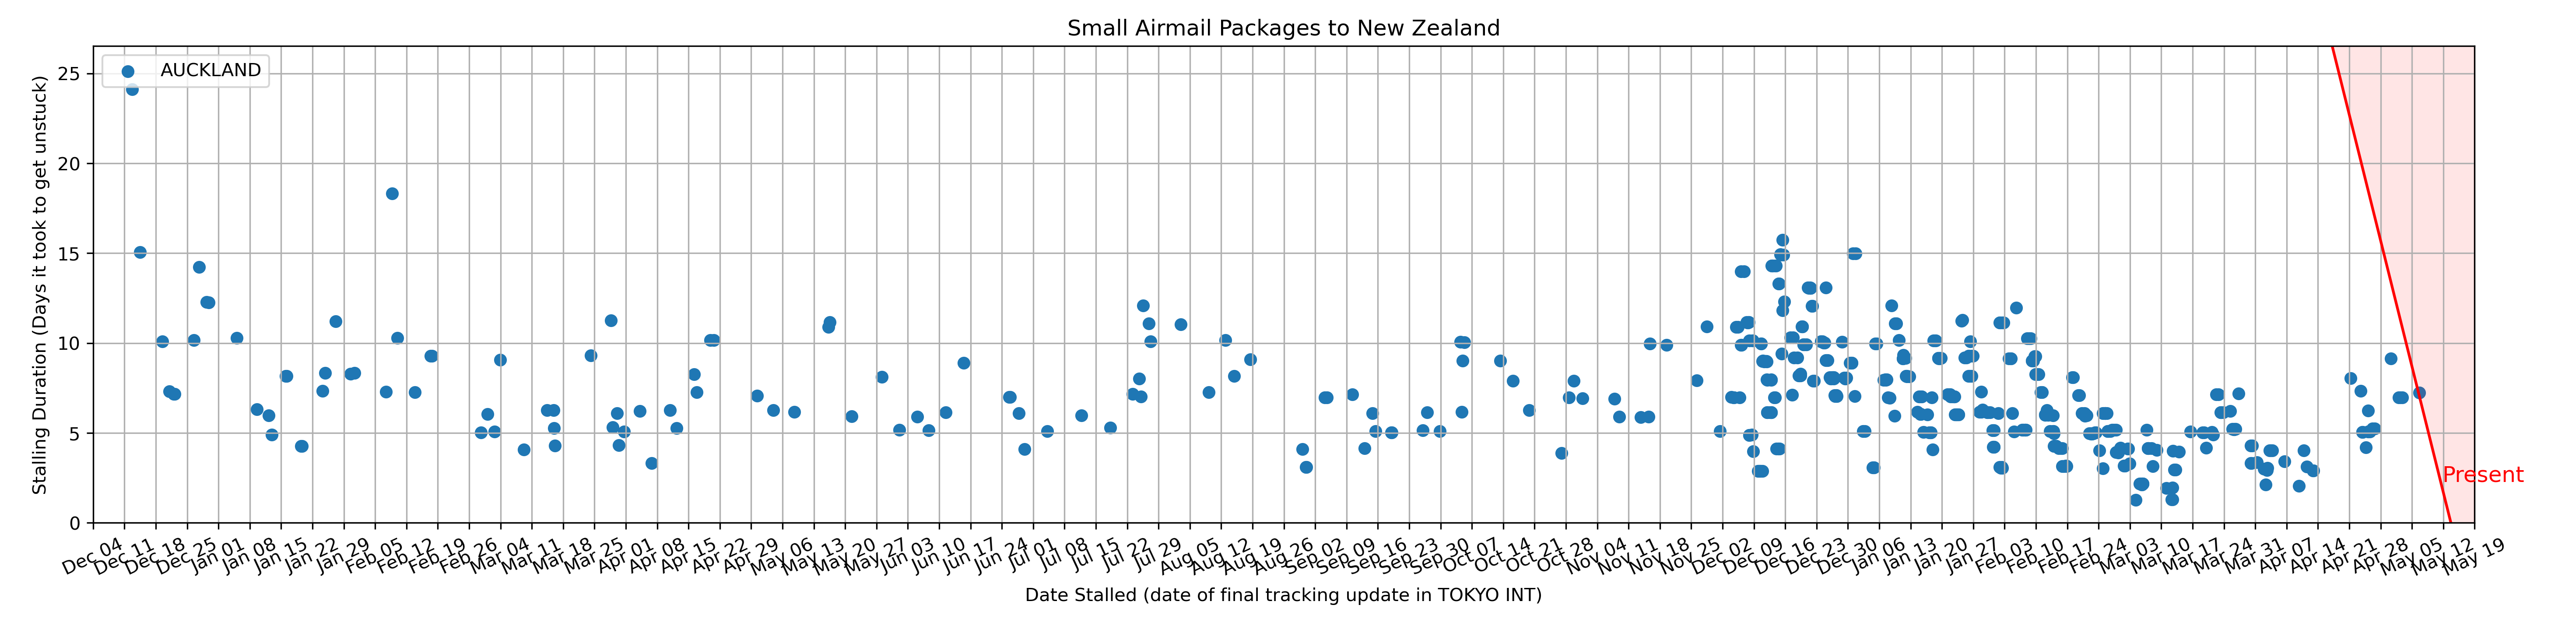 Small Airmail Packages to New Zealand
AUCKLAND
Stalling Duration (Days it took to get unstuck)
25
20
15
10
5
0
Present
Dec 04 Dec 11 Dec 18 Dec 25 Jan 01 Jan 08 Jan 15 Jan 22 Jan 29 Feb 05 Feb 12 Feb 19 Feb 26 Mar 04 Mar 11 Mar 18 Mar 25 Apr 01 Apr 08 Apr 15 Apr 22 Apr 29 May 06 May 13 May 20 May 27 Jun 03 Jun 10 Jun 17 Jun 24 Jul 01 Jul 08 Jul 15 Jul 22 Jul 29 Aug 05 Aug 12 Aug 19 Aug 26 Sep 02 Sep 09 Sep 16 Sep 23 Sep 30 Oct 07 Oct 14 Oct 21 Oct 28 Nov 04 Nov 11 Nov 18 Nov 25 Dec 02 Dec 09 Dec 16 Dec 23 Dec 30 Jan 06 Jan 13 Jan 20 Jan 27 Feb 03 Feb 10 Feb 17 Feb 24 Mar 03 Mar 10 Mar 17 Mar 24 Mar 31 Apr 07 Apr 14 Apr 21 Apr 28 May 05 May 12 May 19
Date Stalled (date of final tracking update in TOKYO INT)